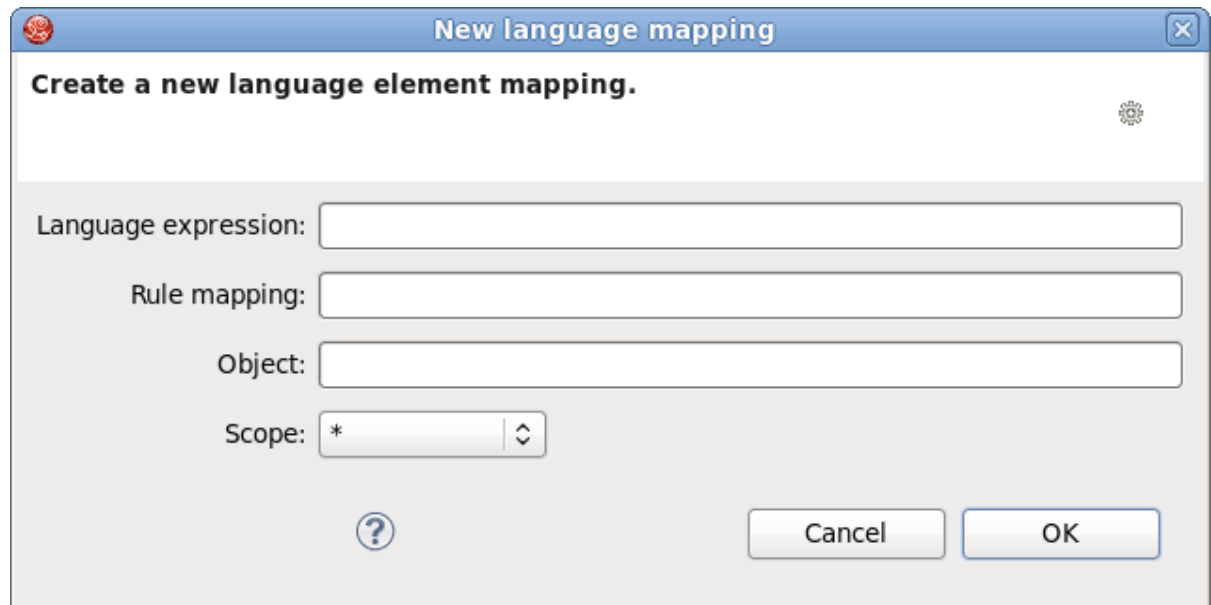 New language mapping
Create a new language element mapping.
Language expression:
Rule mapping:
Object:
Scope: *
?
Cancel OK